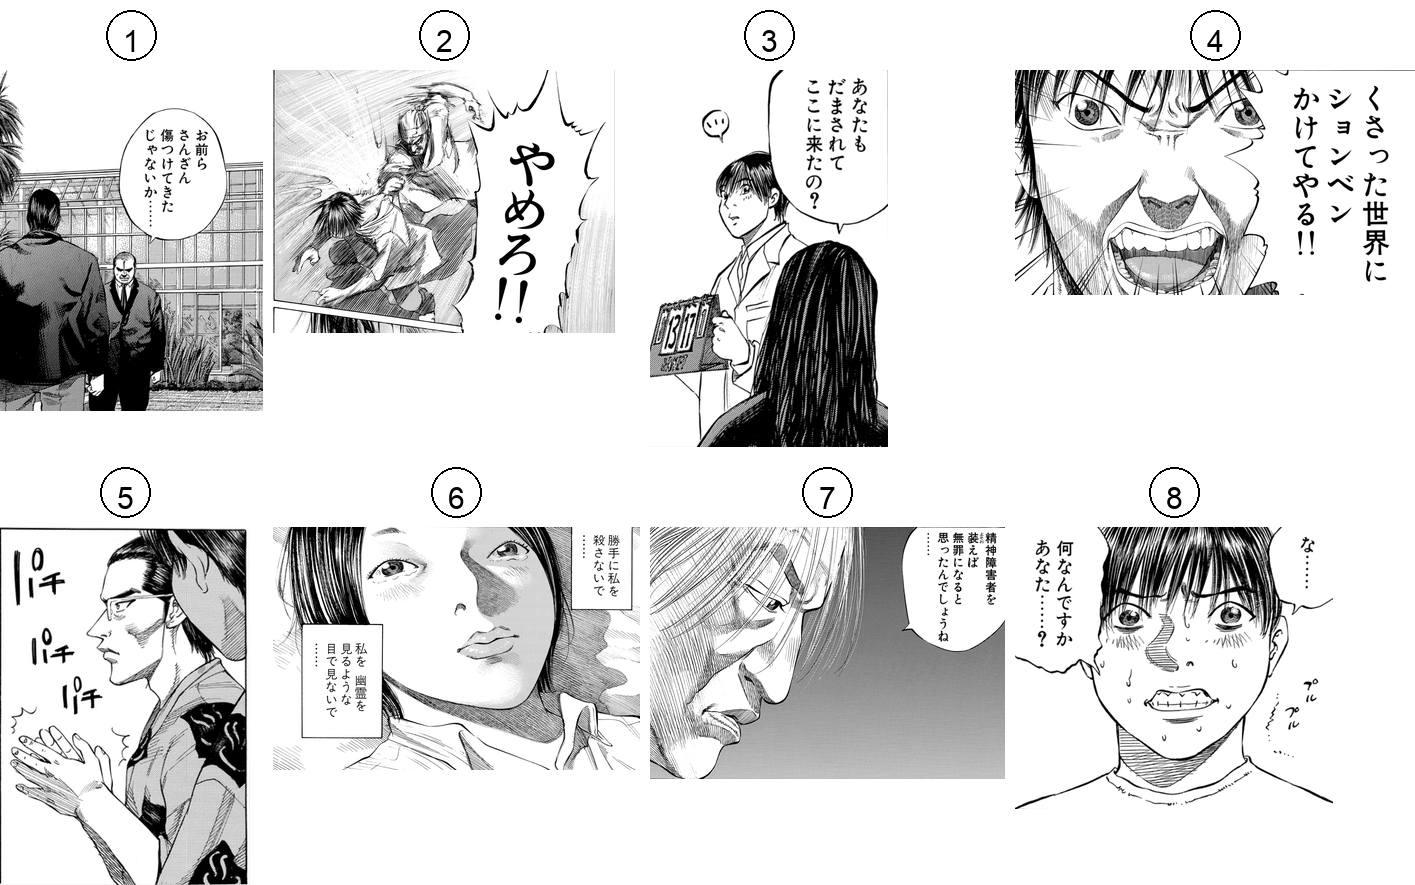 1
お前ら
さんざん
傷つけてきた
じゃないか……
2
やめろ!!
3
あなたも
だまされて
ここに来たの?
13
17
4
くさった世界に
ションベン
かけてやる!!
5
パチ
パチ
パチ
6
勝手に私を
殺さないで
……
私を 幽霊を
見るような
目で見ないで
……
7
精神障害者を
装えば
無罪になると
思ったんでしょうね
……
8
な……
何なんですか
あなた……?
プル
プル